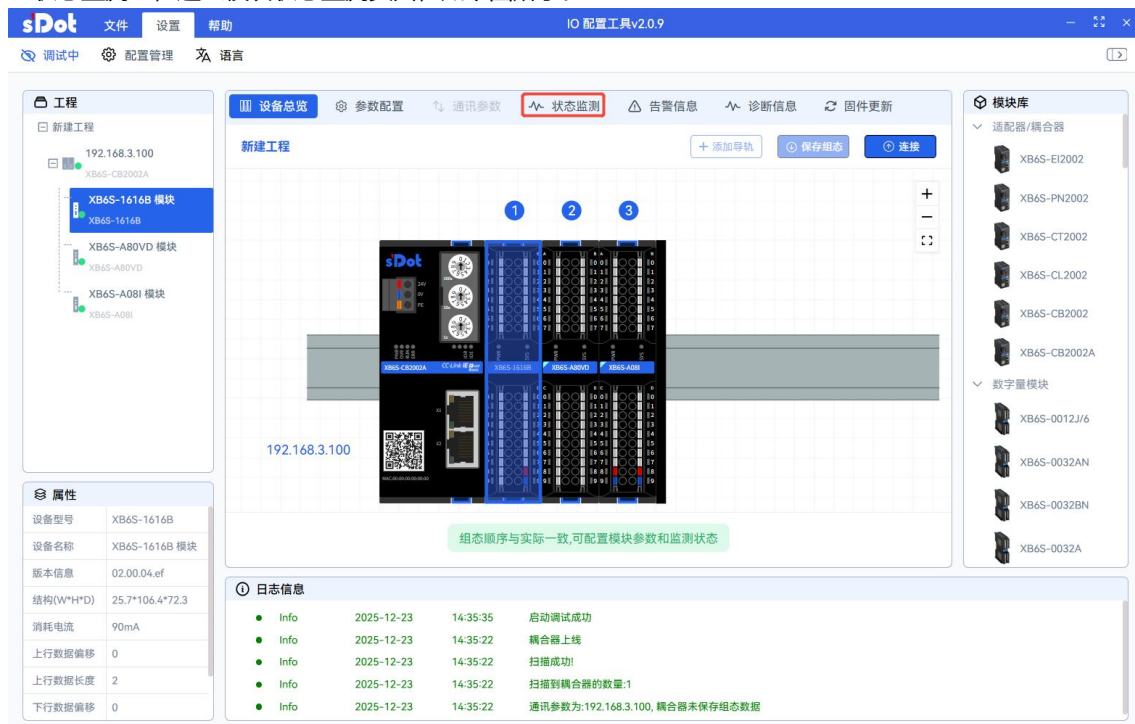 sDot 文件 设置 帮助 IO 配置工具v2.0.9
调试中 配置管理 语言
工程
新建工程
192.168.3.100
XB6S-CB2002A
XB6S-1616B 模块
XB6S-1616B
XB6S-A80VD 模块
XB6S-A80VD
XB6S-A08I 模块
XB6S-A08I
属性
设备型号 XB6S-1616B
设备名称 XB6S-1616B 模块
版本信息 02.00.04.ef
结构(W*H*D) 25.7*106.4*72.3
消耗电流 90mA
上行数据偏移 0
上行数据长度 2
下行数据偏移 0
设备总览 参数配置 通讯参数 状态监测 告警信息 诊断信息 固件更新
新建工程 添加导轨 保存组态 连接
1 2 3
sDot
24V
0V
PE
XB6S-CB2002A CC-Link IE XB6S-1616B XB6S-A80VD XB6S-A08I
192.168.3.100
组态顺序与实际一致,可配置模块参数和监测状态
日志信息
Info 2025-12-23 14:35:35 启动调试成功
Info 2025-12-23 14:35:22 耦合器上线
Info 2025-12-23 14:35:22 扫描成功!
Info 2025-12-23 14:35:22 扫描到耦合器的数量:1
Info 2025-12-23 14:35:22 通讯参数为:192.168.3.100, 耦合器未保存组态数据
模块库
适配器/耦合器
XB6S-EI2002
XB6S-PN2002
XB6S-CT2002
XB6S-CL2002
XB6S-CB2002
XB6S-CB2002A
数字量模块
XB6S-0012J/6
XB6S-0032AN
XB6S-0032BN
XB6S-0032A